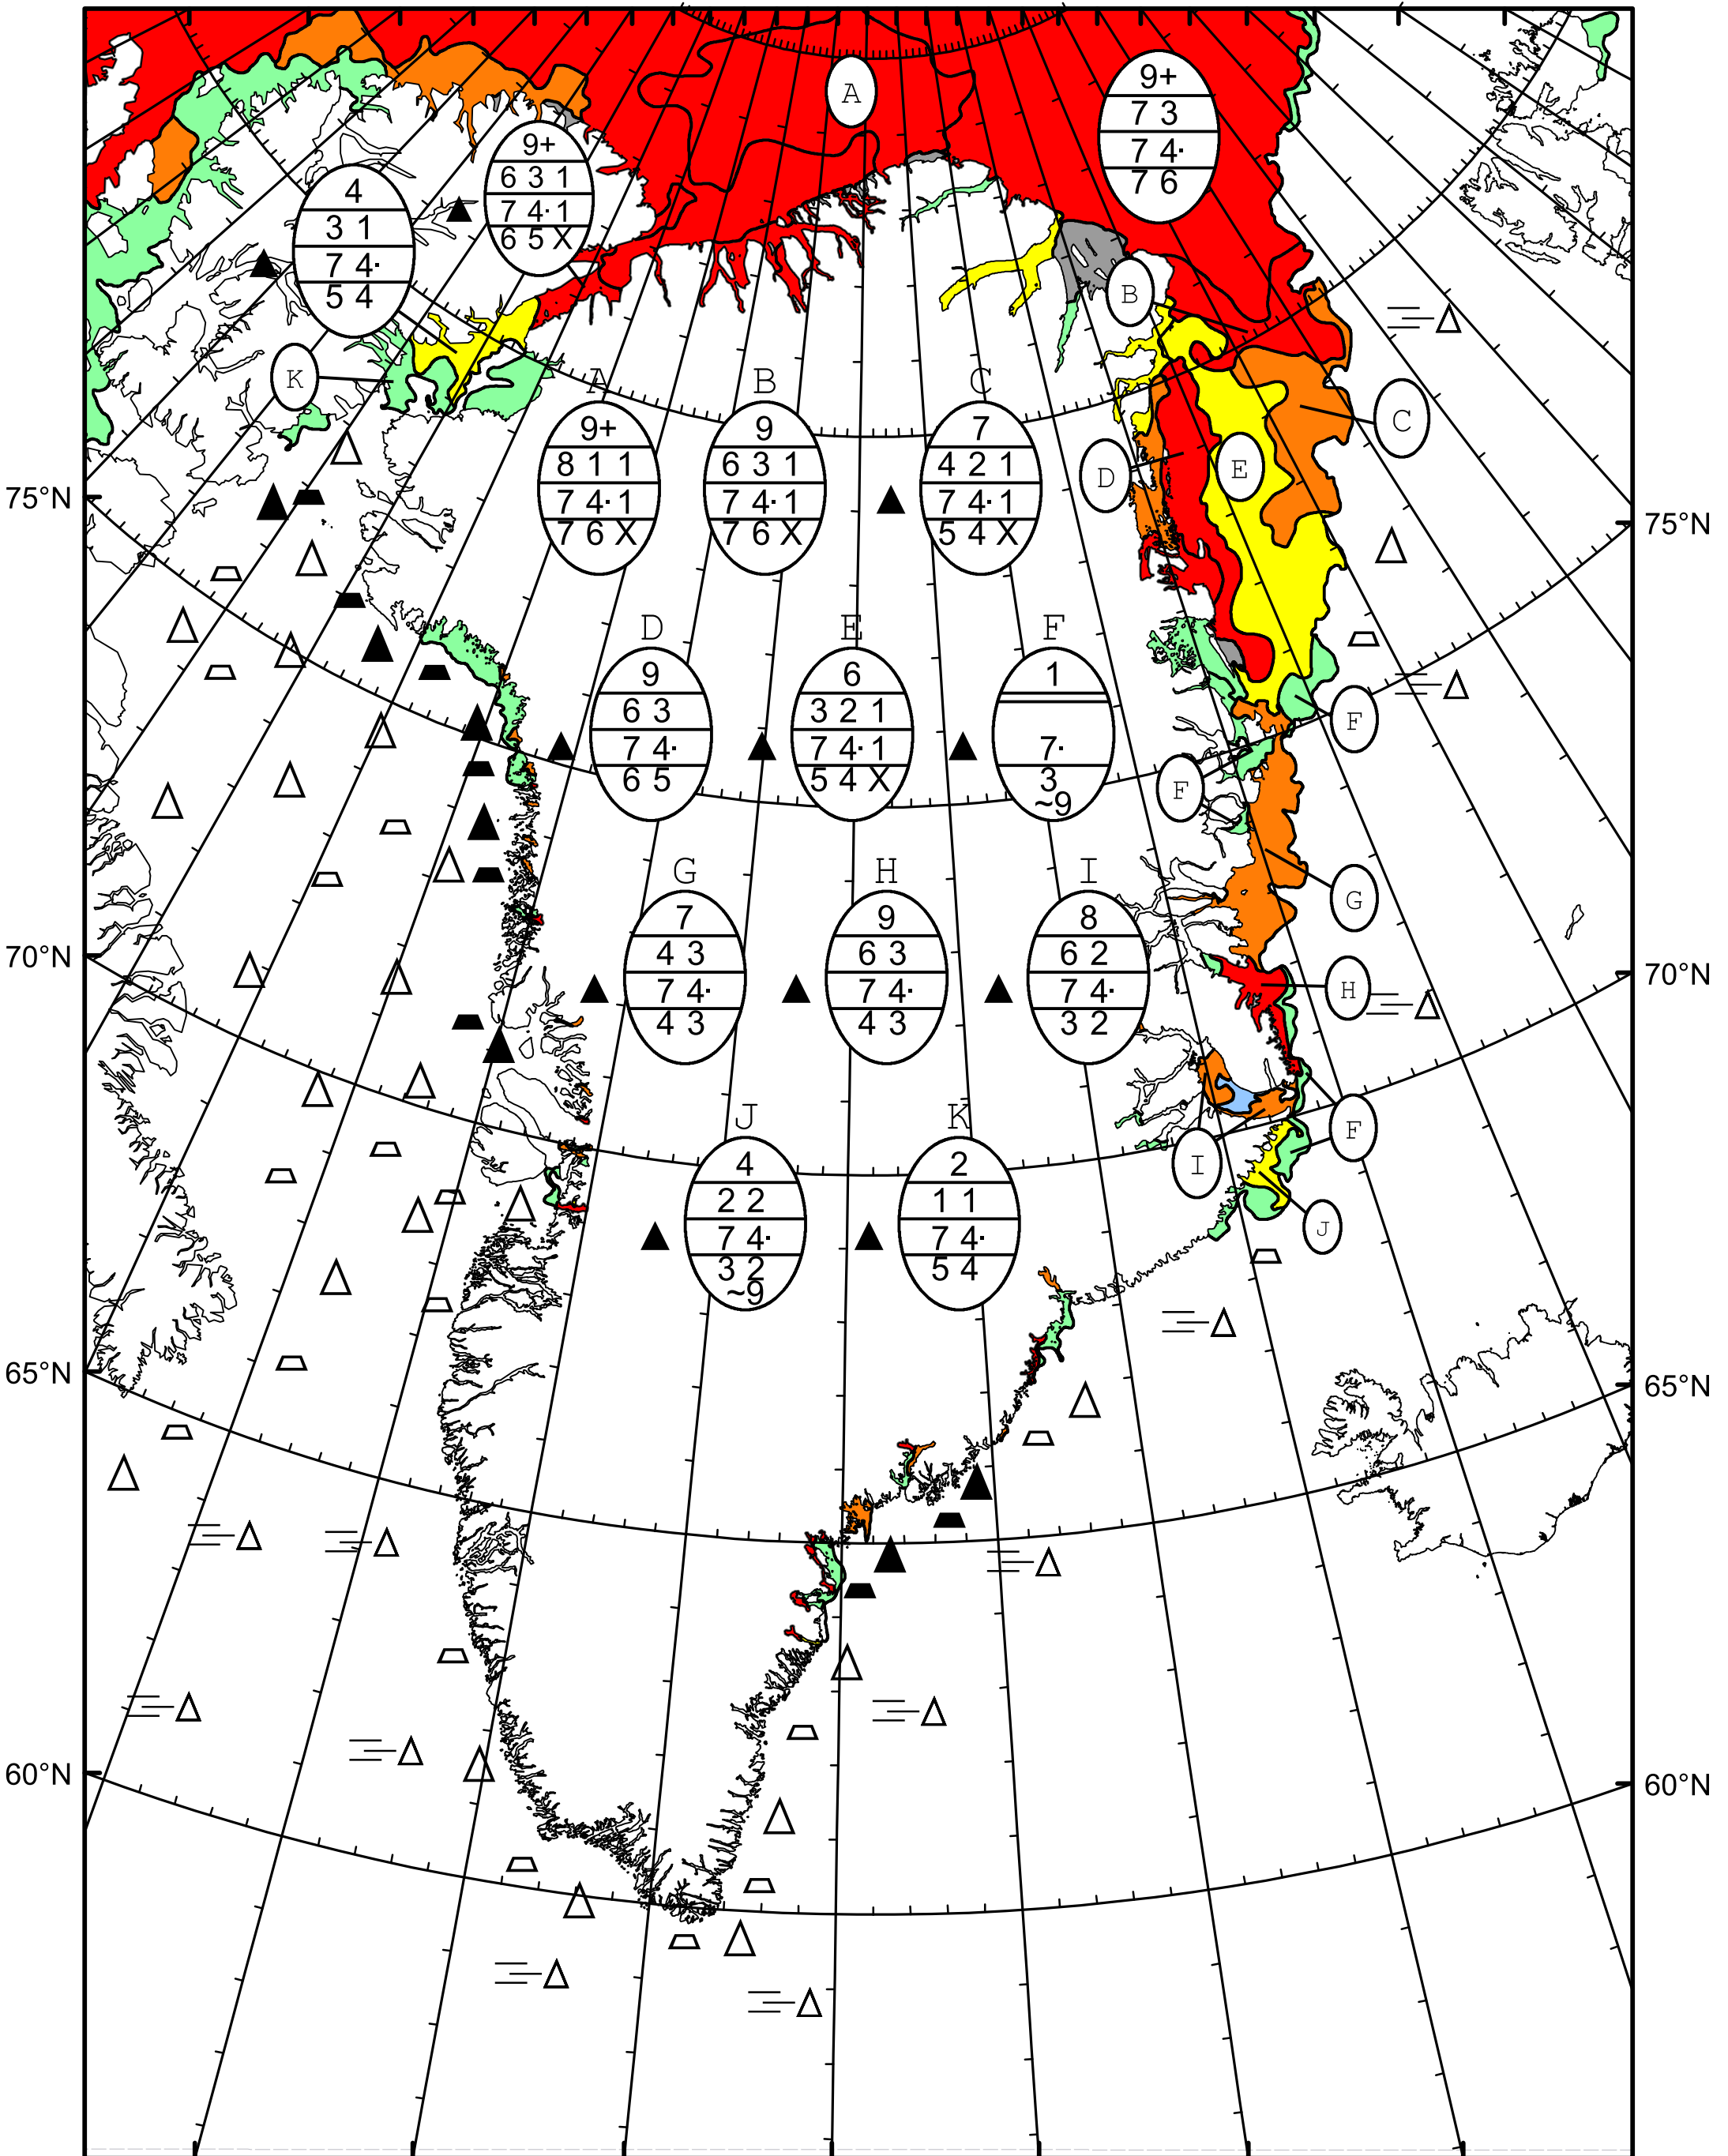 A
9+
7 3
7 4·
7 6
9+
6 3 1
7 4· 1
6 5 X
4
3 1
7 4·
5 4
B
K
A
9+
8 1 1
7 4· 1
7 6 X
B
9
6 3 1
7 4· 1
7 6 X
C
7
4 2 1
7 4· 1
5 4 X
C
D
E
75°N
75°N
D
9
6 3
7 4·
6 5
E
6
3 2 1
7 4· 1
5 4 X
F
1
7·
3
~9
F
F
G
7
4 3
7 4·
4 3
H
9
6 3
7 4·
4 3
I
8
6 2
7 4·
3 2
G
70°N
70°N
H
F
I
J
J
4
2 2
7 4·
3 2
~9
K
2
1 1
7 4·
5 4
65°N
65°N
60°N
60°N